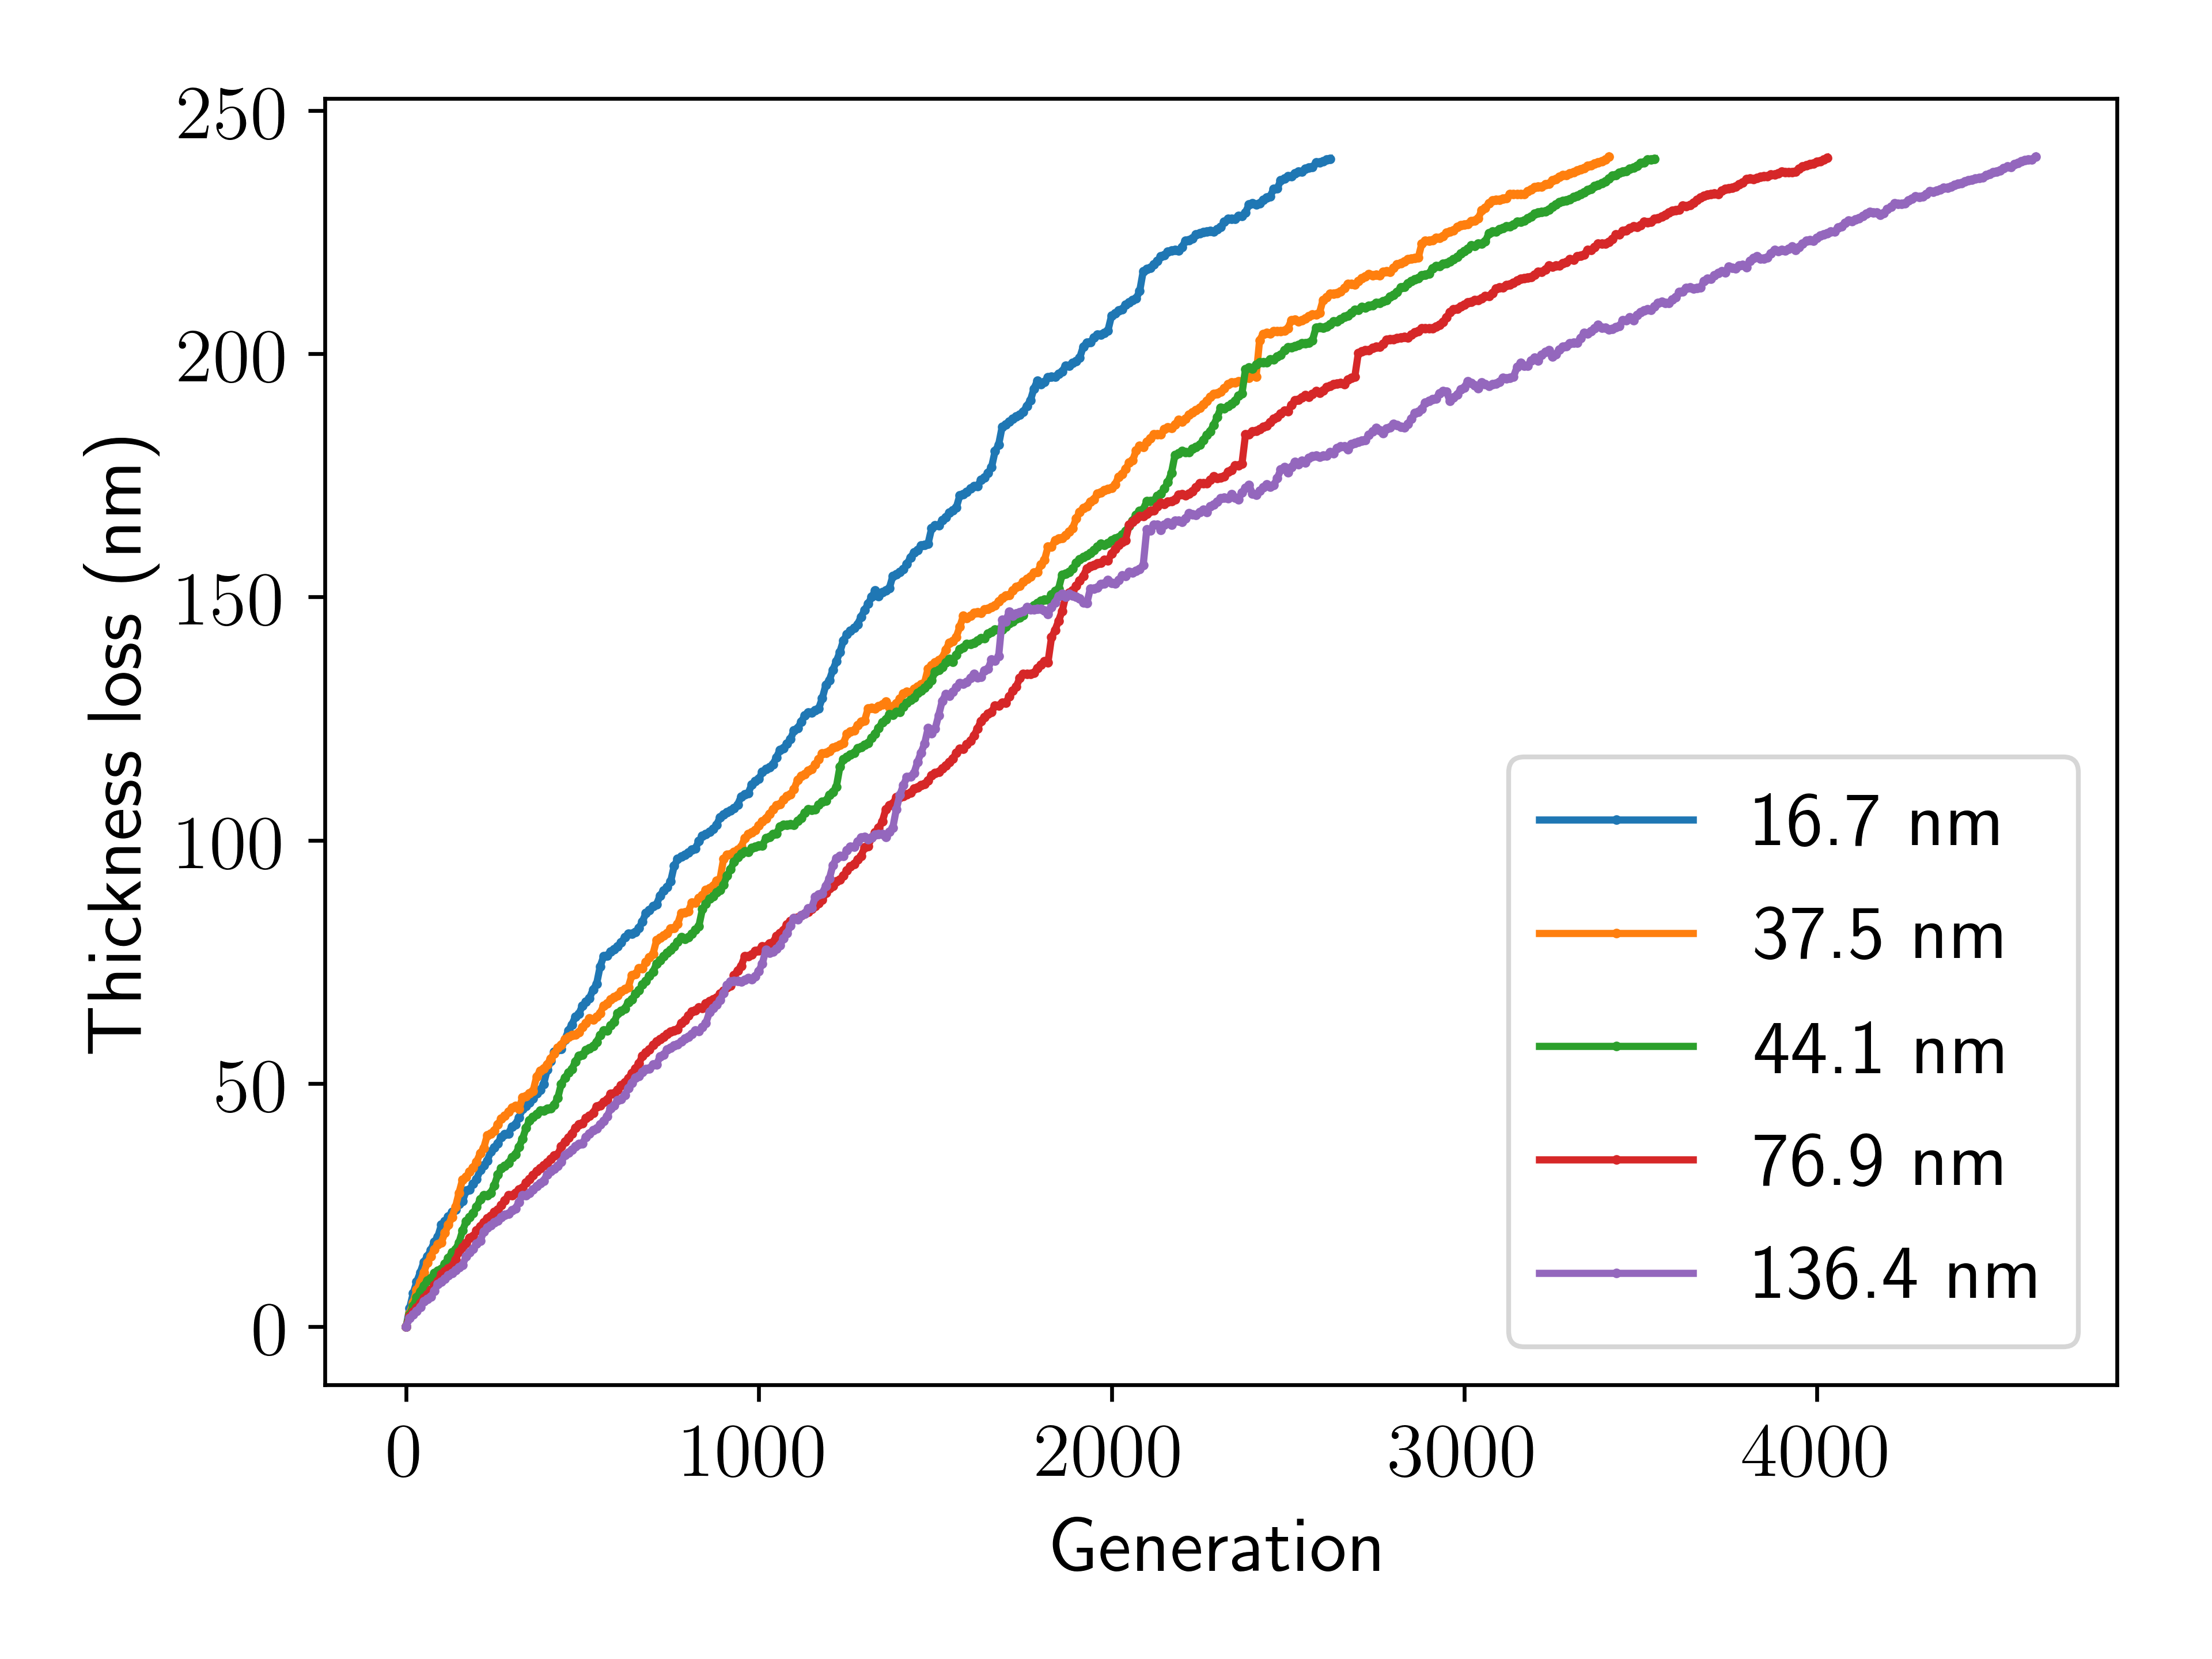 250
200
150
100
50
0
Thickness loss (nm)
16.7 nm
37.5 nm
44.1 nm
76.9 nm
136.4 nm
0 1000 2000 3000 4000
Generation